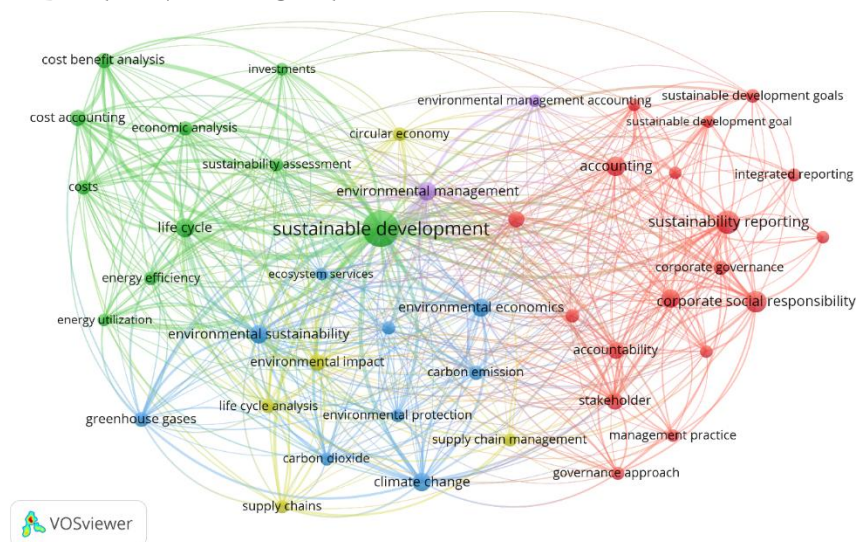 cost benefit analysis
investments
environmental management accounting
sustainable development goals
cost accounting
economic analysis
circular economy
sustainable development goal
sustainability assessment
accounting
integrated reporting
costs
environmental management
life cycle
sustainable development
sustainability reporting
energy efficiency
ecosystem services
corporate governance
energy utilization
environmental sustainability
environmental economics
corporate social responsibility
environmental impact
carbon emission
accountability
greenhouse gases
life cycle analysis
environmental protection
stakeholder
supply chain management
management practice
carbon dioxide
climate change
governance approach
supply chains
VOSviewer